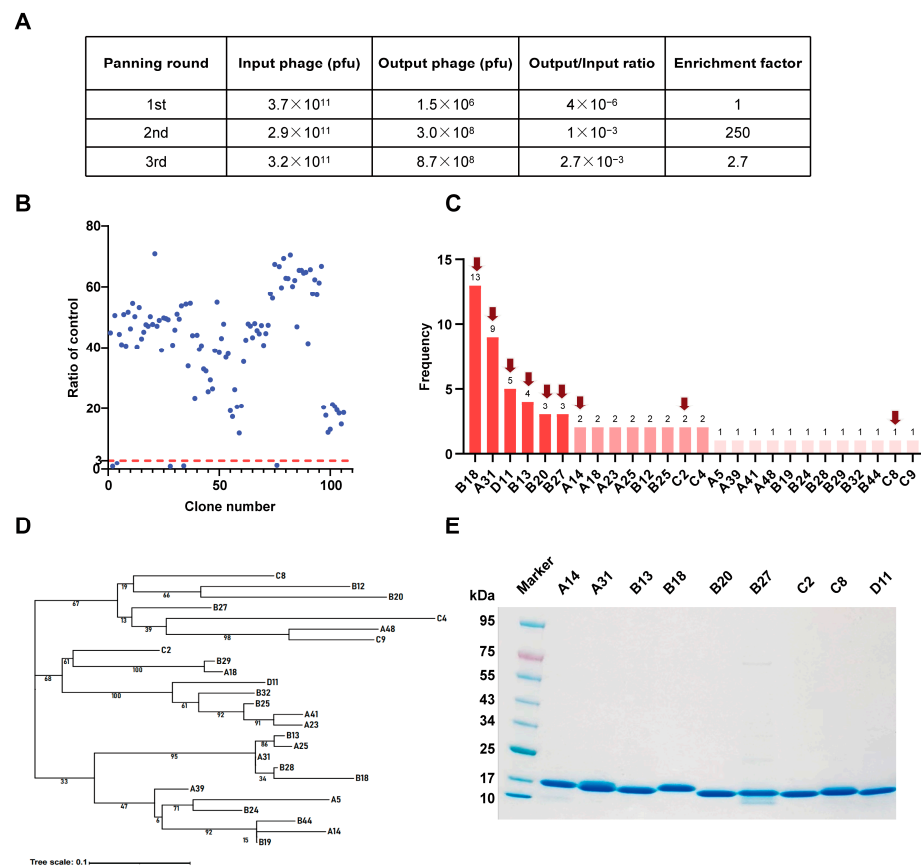 A
Panning round Input phage (pfu) Output phage (pfu) Output/Input ratio Enrichment factor
1st 3.7×10¹¹ 1.5×10⁶ 4×10⁻⁶ 1
2nd 2.9×10¹¹ 3.0×10⁸ 1×10⁻³ 250
3rd 3.2×10¹¹ 8.7×10⁸ 2.7×10⁻³ 2.7
B
Ratio of control
80
60
40
20
3
0
0 50 100
Clone number
C
Frequency
15
10
5
0
13 9 5 4 3 3 2 2 2 2 2 2 2 2 1 1 1 1 1 1 1 1 1 1 1 1
B18 A31 D11 B13 B20 B27 A14 A18 A23 A25 B12 B25 C2 C4 A5 A39 A41 A48 B19 B24 B28 B29 B32 B44 C8 C9
D
C8
19
B12
66
B20
67
B27
13
C4
39
A48
98
C9
C2
61
B29
100
A18
68
D11
100
B32
61
B25
92
A41
91
A23
B13
86
A25
95
A31
B28
34
B18
33
A39
47
A5
71
B24
6
B44
92
A14
15
B19
Tree scale: 0.1
E
Marker A14 A31 B13 B18 B20 B27 C2 C8 D11
kDa
95
75
55
43
34
25
17
10